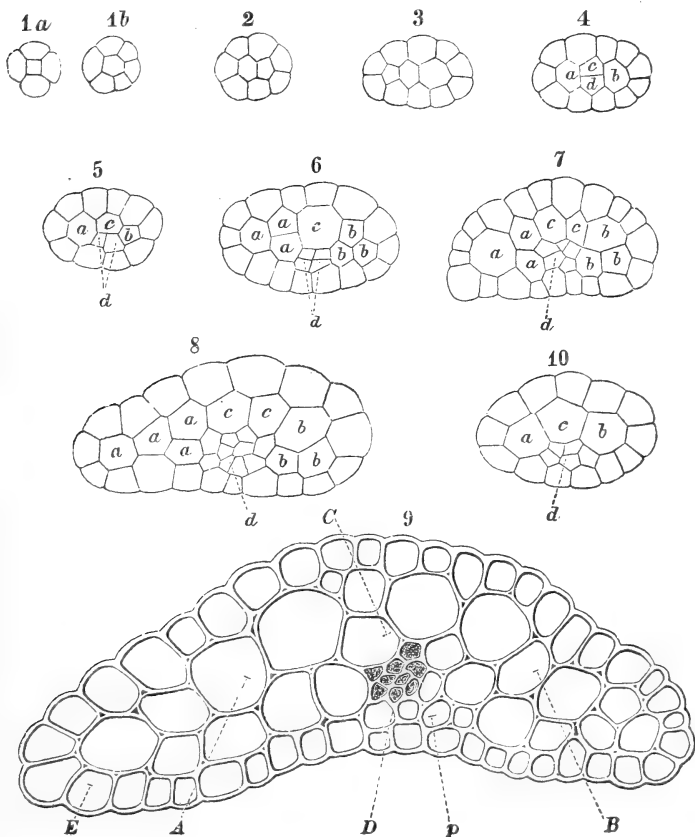 1a 1b 2 3 4
a c d b
5 6 7
a c b
d
a a a c b b b
d
a a a c c b b b
d
8 10
a a a a c c b b b
d
a c b
d
C 9
E A D p B